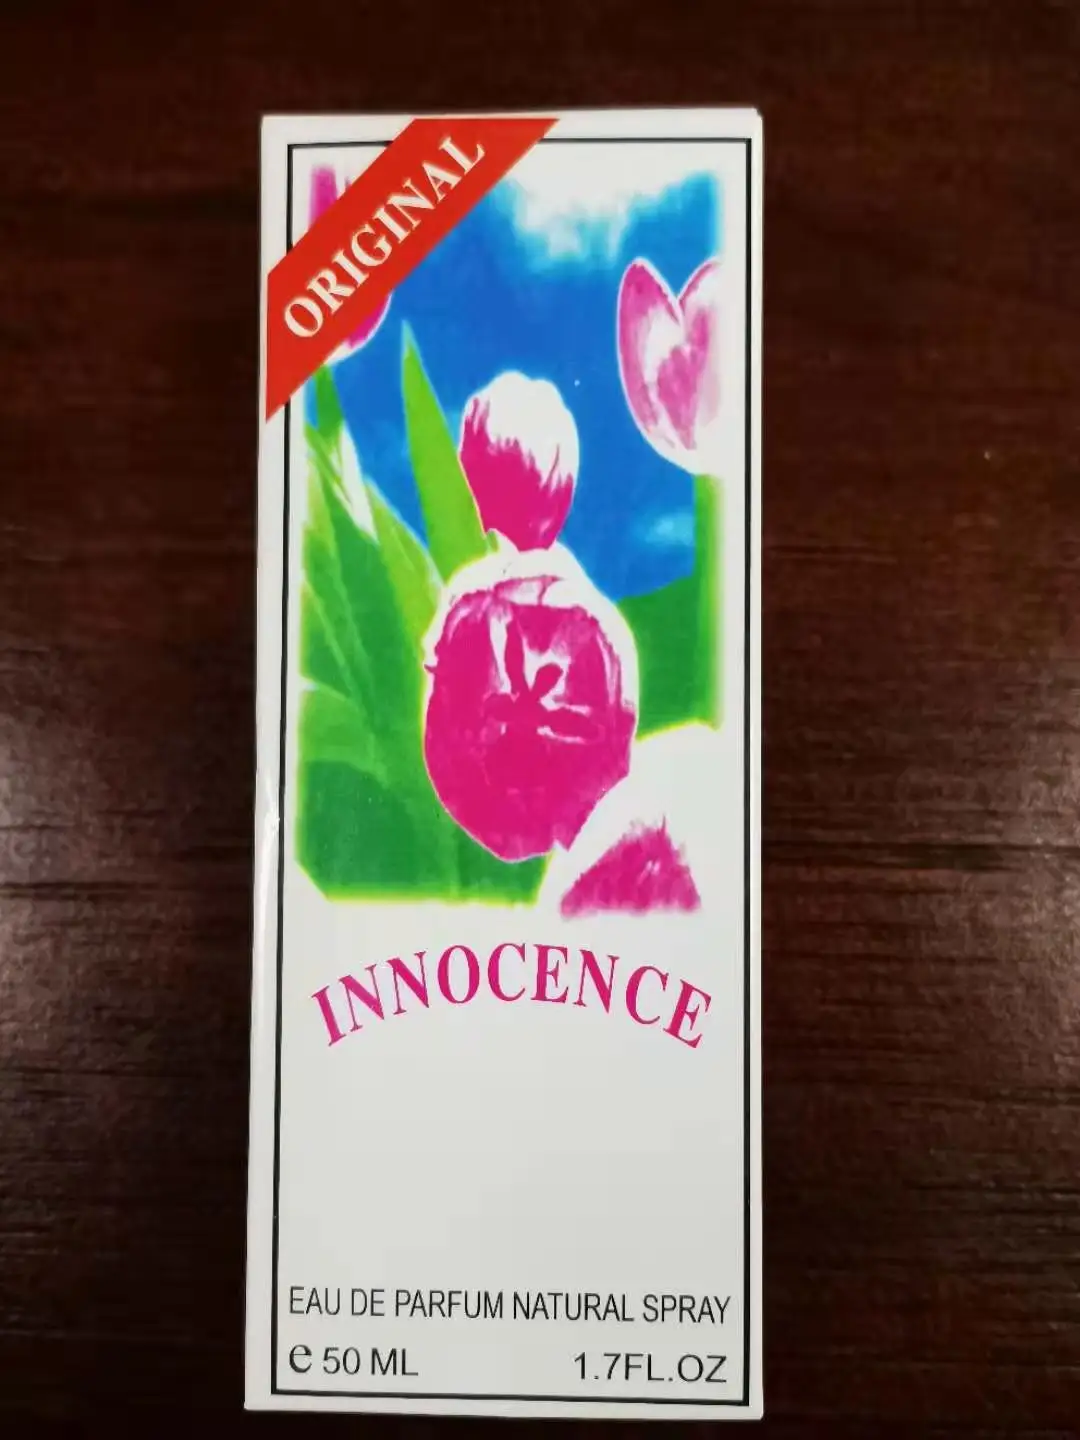 ORIGINAL
INNOCENCE
EAU DE PARFUM NATURAL SPRAY
e 50 ML 1.7FL.OZ